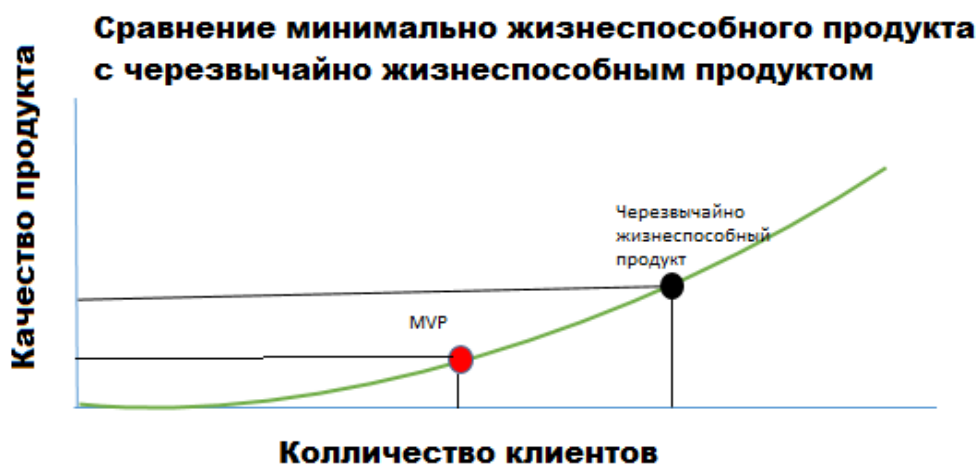 Сравнение минимально жизнеспособного продукта
с черезвычайно жизнеспособным продуктом
Качество продукта
Черезвычайно
жизнеспособный
продукт
MVP
Колличество клиентов